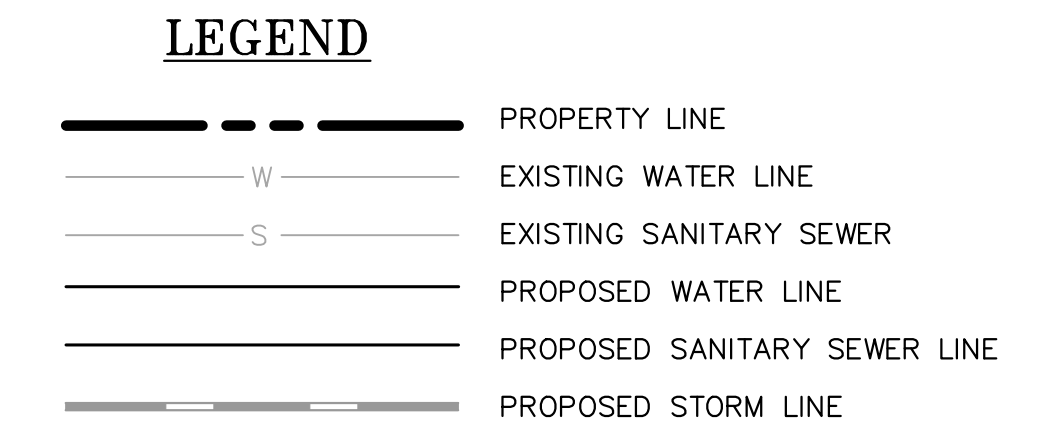 LEGEND
PROPERTY LINE
W EXISTING WATER LINE
S EXISTING SANITARY SEWER
PROPOSED WATER LINE
PROPOSED SANITARY SEWER LINE
PROPOSED STORM LINE